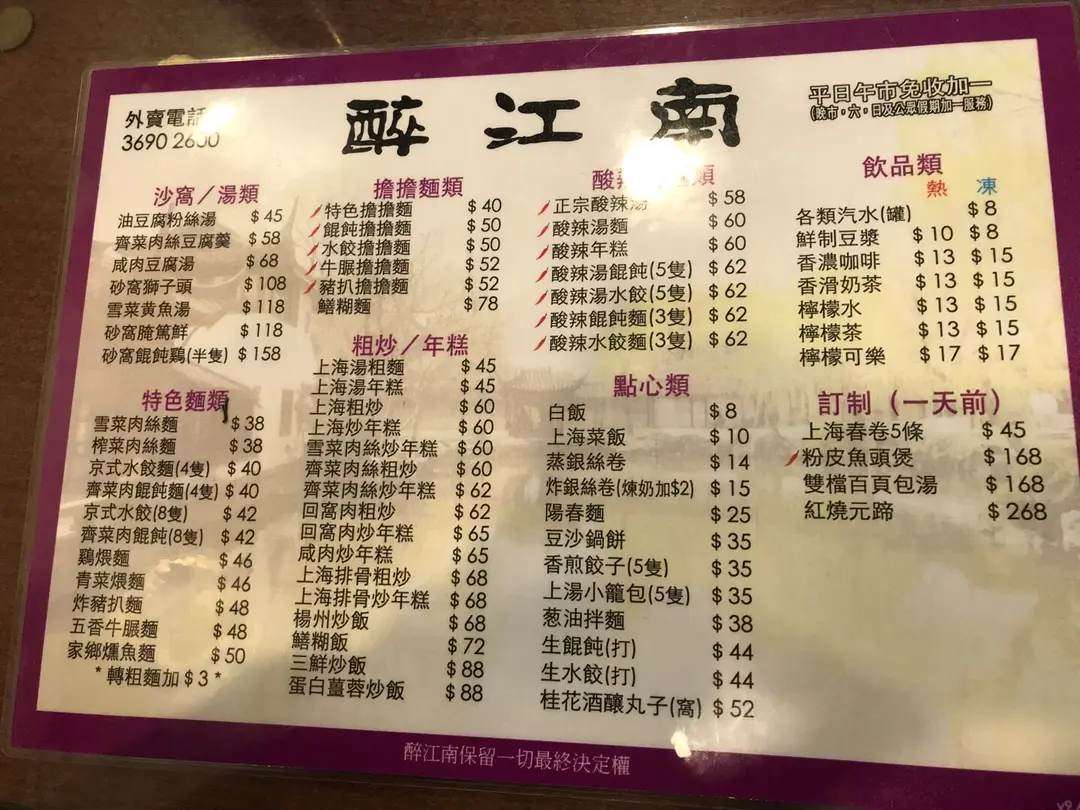 外賣電話
3690 2600
醉江南
平日午市免收加一
(晚市，六，日及公眾假期加一服務)
沙窩／湯類
油豆腐粉絲湯 $45
齊菜肉絲豆腐羹 $58
咸肉豆腐湯 $68
砂窩獅子頭 $108
雪菜黄魚湯 $118
砂窩腌篤鮮 $118
砂窩餛飩鷄(半隻) $158
特色麵類
雪菜肉絲麵 $38
榨菜肉絲麵 $38
京式水餃麵(4隻) $40
齊菜肉餛飩麵(4隻) $40
京式水餃(8隻) $42
齊菜肉餛飩(8隻) $42
鷄煨麵 $46
青菜煨麵 $46
炸豬扒麵 $48
五香牛𦟌麵 $48
家鄉燻魚麵 $50
*轉粗麵加$3*
擔擔麵類
特色擔擔麵 $40
餛飩擔擔麵 $50
水餃擔擔麵 $50
牛𦟌擔擔麵 $52
豬扒擔擔麵 $52
鱔糊麵 $78
粗炒／年糕
上海湯粗麵 $45
上海湯年糕 $45
上海粗炒 $60
上海炒年糕 $60
雪菜肉絲炒年糕 $60
齊菜肉絲粗炒 $60
齊菜肉絲炒年糕 $62
回窩肉粗炒 $62
回窩肉炒年糕 $65
咸肉炒年糕 $65
上海排骨粗炒 $68
上海排骨炒年糕 $68
楊州炒飯 $68
鱔糊飯 $72
三鮮炒飯 $88
蛋白薑蓉炒飯 $88
酸辣 類
正宗酸辣湯 $58
酸辣湯麵 $60
酸辣年糕 $60
酸辣湯餛飩(5隻) $62
酸辣湯水餃(5隻) $62
酸辣餛飩麵(3隻) $62
酸辣水餃麵(3隻) $62
點心類
白飯 $8
上海菜飯 $10
蒸銀絲卷 $14
炸銀絲卷(煉奶加$2) $15
陽春麵 $25
豆沙鍋餅 $35
香煎餃子(5隻) $35
上湯小籠包(5隻) $35
葱油拌麵 $38
生餛飩(打) $44
生水餃(打) $44
桂花酒釀丸子(窩) $52
飲品類
熱 凍
各類汽水(罐) $8
鮮制豆漿 $10 $8
香濃咖啡 $13 $15
香滑奶茶 $13 $15
檸檬水 $13 $15
檸檬茶 $13 $15
檸檬可樂 $17 $17
訂制（一天前）
上海春卷5條 $45
粉皮魚頭煲 $168
雙檔百頁包湯 $168
紅燒元蹄 $268
醉江南保留一切最終決定權